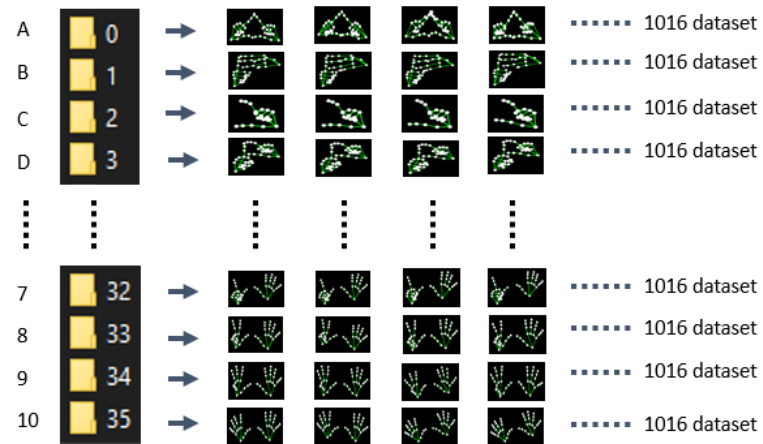 A 0 1016 dataset
B 1 1016 dataset
C 2 1016 dataset
D 3 1016 dataset
7 32 1016 dataset
8 33 1016 dataset
9 34 1016 dataset
10 35 1016 dataset